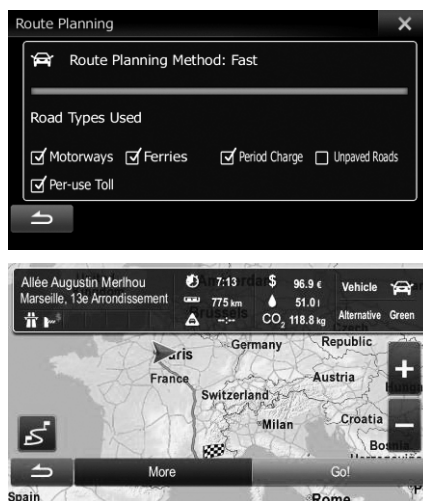 Route Planning
Route Planning Method: Fast
Road Types Used
Motorways Ferries Period Charge Unpaved Roads
Per-use Toll
Allée Augustin Merlhou 7:13 $ 96.9 € Vehicle
Marseille, 13e Arrondissement 775 km 51.0 l
--:-- CO2 118.8 kg Alternative Green
Germany Republic
France Switzerland Austria
Milan Croatia
More Go!
Spain Rome